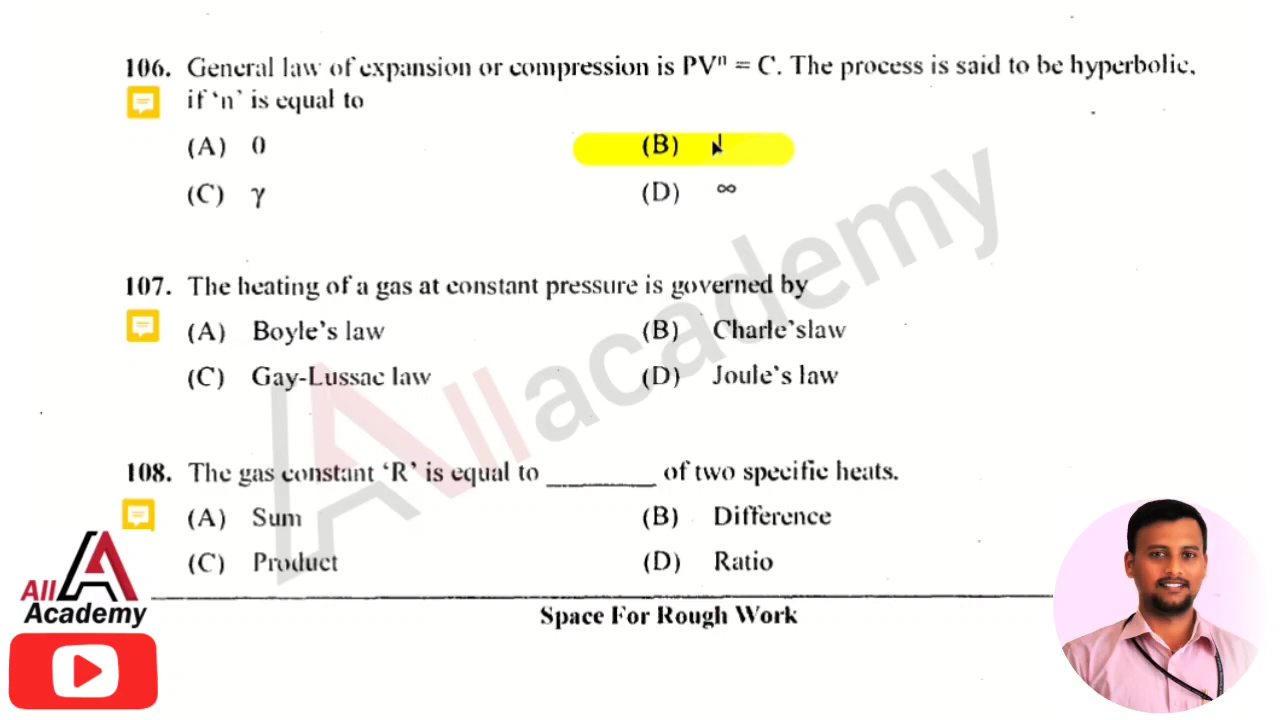 106. General law of expansion or compression is PVⁿ = C. The process is said to be hyperbolic,
if 'n' is equal to
(A) 0 (B) 1
(C) γ (D) ∞
107. The heating of a gas at constant pressure is governed by
(A) Boyle's law (B) Charle'slaw
(C) Gay-Lussac law (D) Joule's law
108. The gas constant 'R' is equal to ________ of two specific heats.
(A) Sum (B) Difference
(C) Product (D) Ratio
Space For Rough Work
All academy
All
Academy